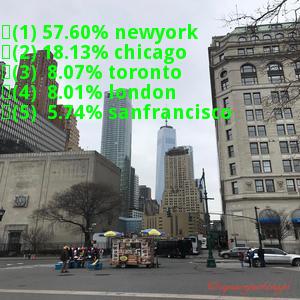 (1) 57.60% newyork
(2) 18.13% chicago
(3) 8.07% toronto
(4) 8.01% london
(5) 5.74% sanfrancisco